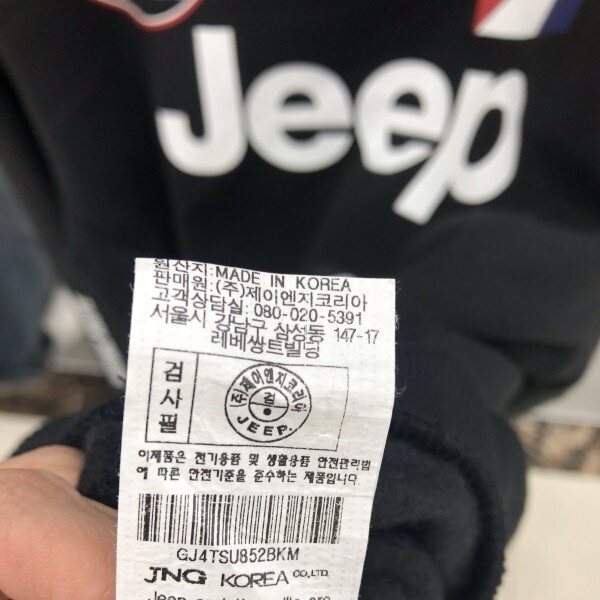 Jeep
원산지: MADE IN KOREA
판매원: (주)제이엔지코리아
고객상담실: 080-020-5391
서울시 강남구 삼성동 147-17
레베쌍트빌딩
검사필
(주)제이엔지코리아
검
JEEP.
이제품은 전기용품 및 생활용품 안전관리법
에 따른 안전기준을 준수하는 제품입니다.
GJ4TSU852BKM
JNG KOREA CO.,LTD.
Jeep